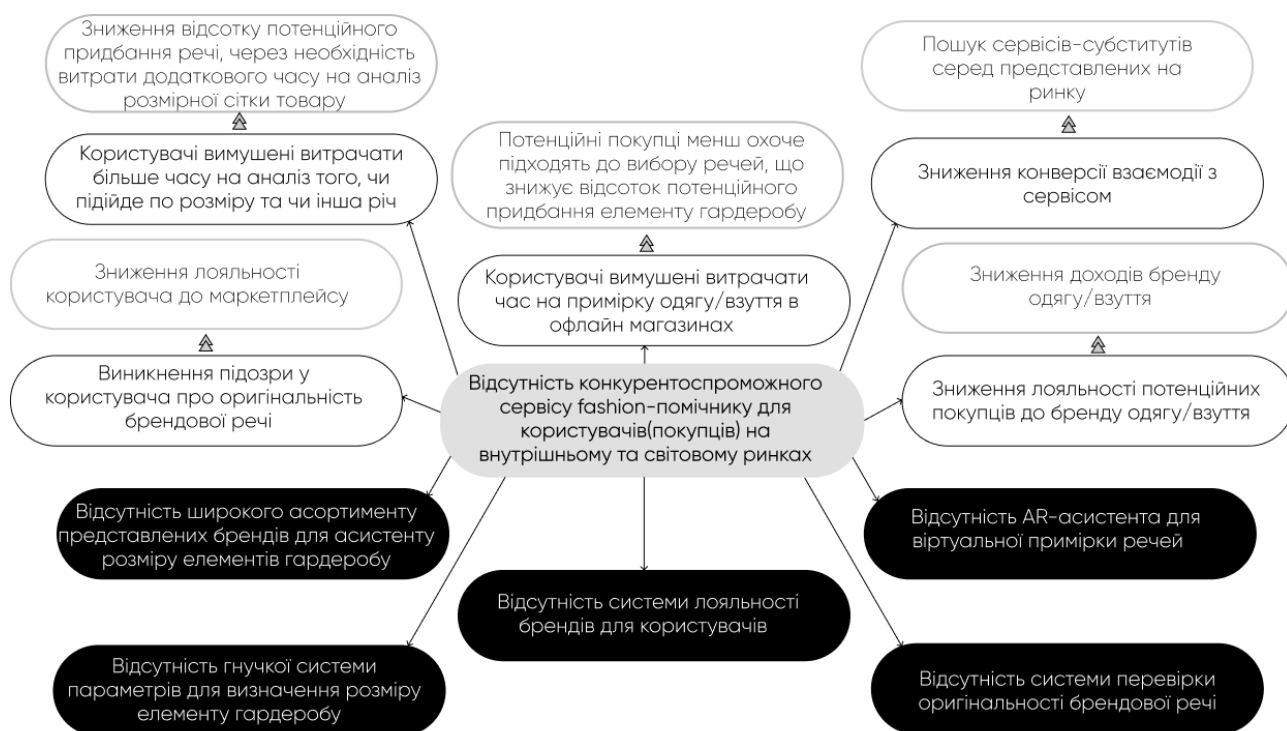 Зниження відсотку потенційного
придбання речі, через необхідність
витрати додаткового часу на аналіз
розмірної сітки товару
Пошук сервісів-субститутів
серед представлених на
ринку
Користувачі вимушені витрачати
більше часу на аналіз того, чи
підійде по розміру та чи інша річ
Потенційні покупці менш охоче
підходять до вибору речей, що
знижує відсоток потенційного
придбання елементу гардеробу
Зниження конверсії взаємодії з
сервісом
Зниження лояльності
користувача до маркетплейсу
Користувачі вимушені витрачати
час на примірку одягу/взуття в
офлайн магазинах
Зниження доходів бренду
одягу/взуття
Виникнення підозри у
користувача про оригінальність
брендової речі
Відсутність конкурентоспроможного
сервісу fashion-помічнику для
користувачів(покупців) на
внутрішньому та світовому ринках
Зниження лояльності потенційних
покупців до бренду одягу/взуття
Відсутність широкого асортименту
представлених брендів для асистенту
розміру елементів гардеробу
Відсутність AR-асистента для
віртуальної примірки речей
Відсутність системи лояльності
брендів для користувачів
Відсутність гнучкої системи
параметрів для визначення розміру
елементу гардеробу
Відсутність системи перевірки
оригінальності брендової речі